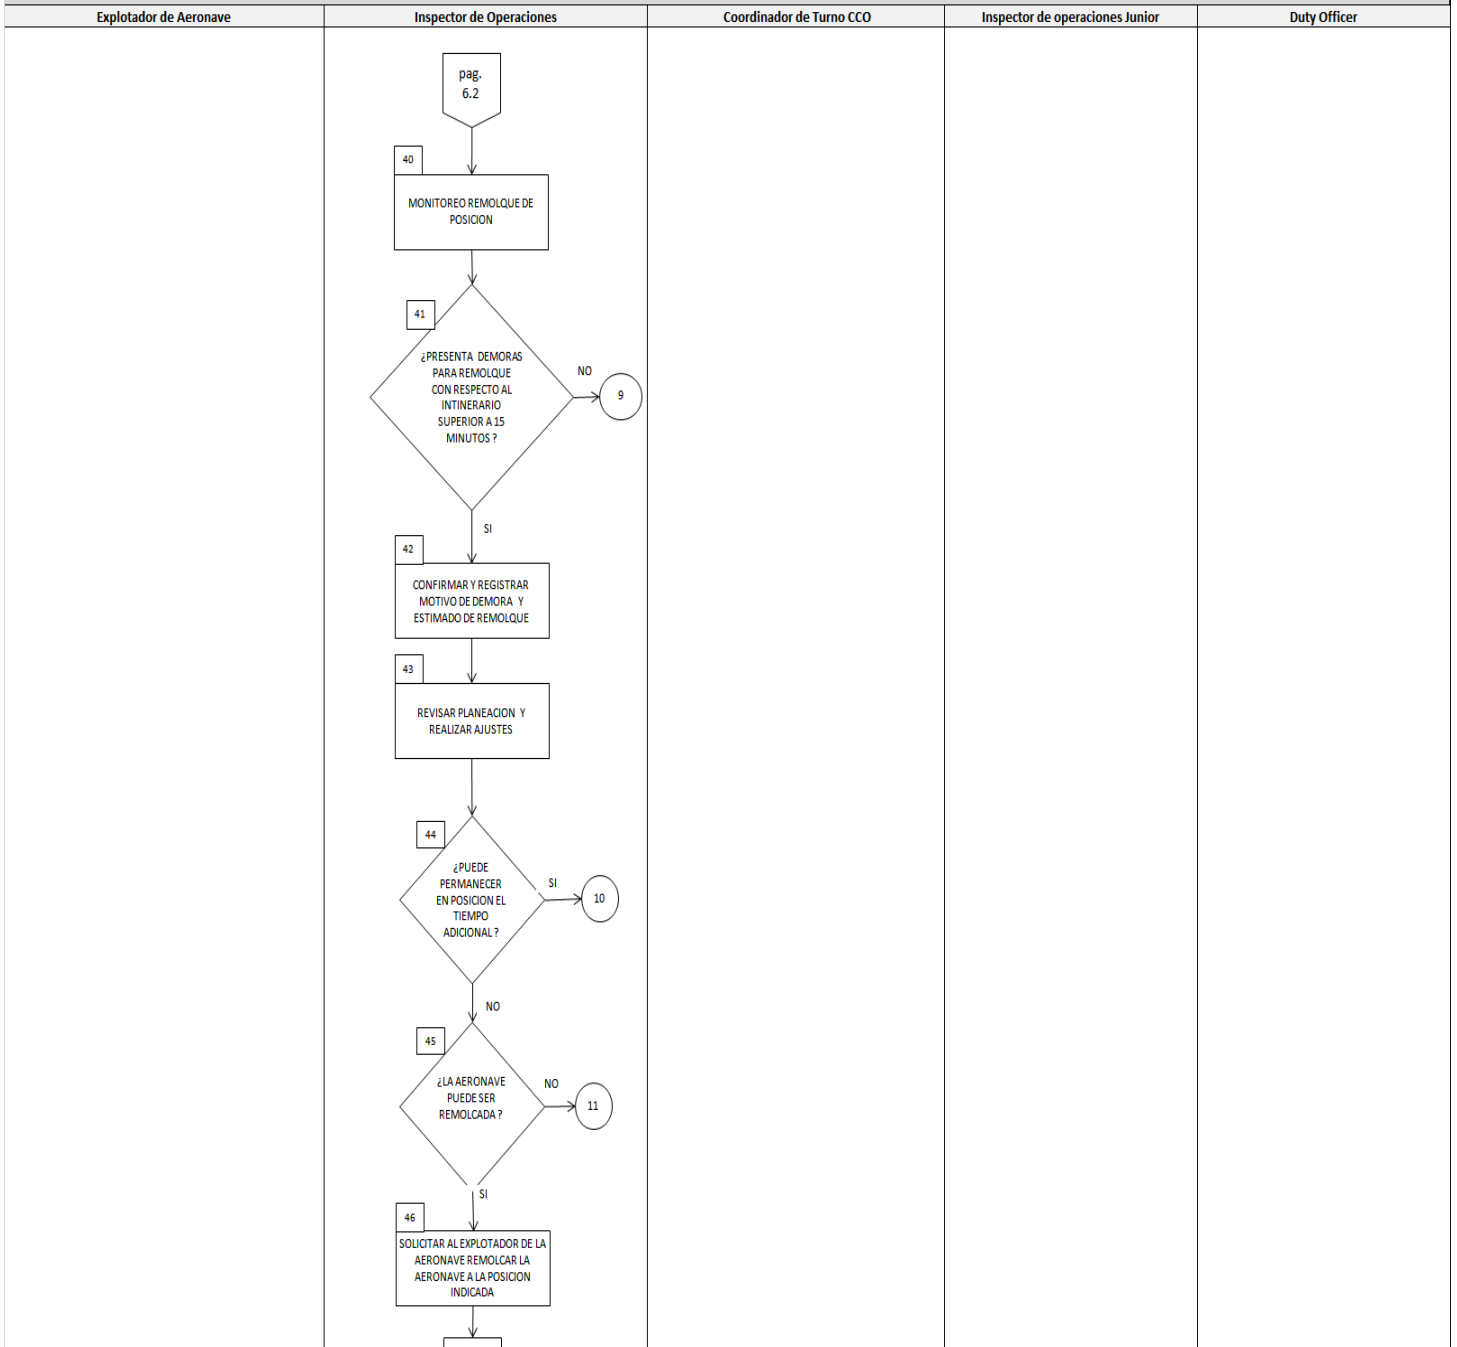 Explotador de Aeronave
Inspector de Operaciones
Coordinador de Turno CCO
Inspector de operaciones Junior
Duty Officer
pag.
6.2
40
MONITOREO REMOLQUE DE
POSICION
41
¿PRESENTA DEMORAS
PARA REMOLQUE
CON RESPECTO AL
INTINERARIO
SUPERIOR A 15
MINUTOS ?
NO
9
SI
42
CONFIRMAR Y REGISTRAR
MOTIVO DE DEMORA Y
ESTIMADO DE REMOLQUE
43
REVISAR PLANEACION Y
REALIZAR AJUSTES
44
¿PUEDE
PERMANECER
EN POSICION EL
TIEMPO
ADICIONAL ?
SI
10
NO
45
¿LA AERONAVE
PUEDE SER
REMOLCADA ?
NO
11
SI
46
SOLICITAR AL EXPLOTADOR DE LA
AERONAVE REMOLCAR LA
AERONAVE A LA POSICION
INDICADA